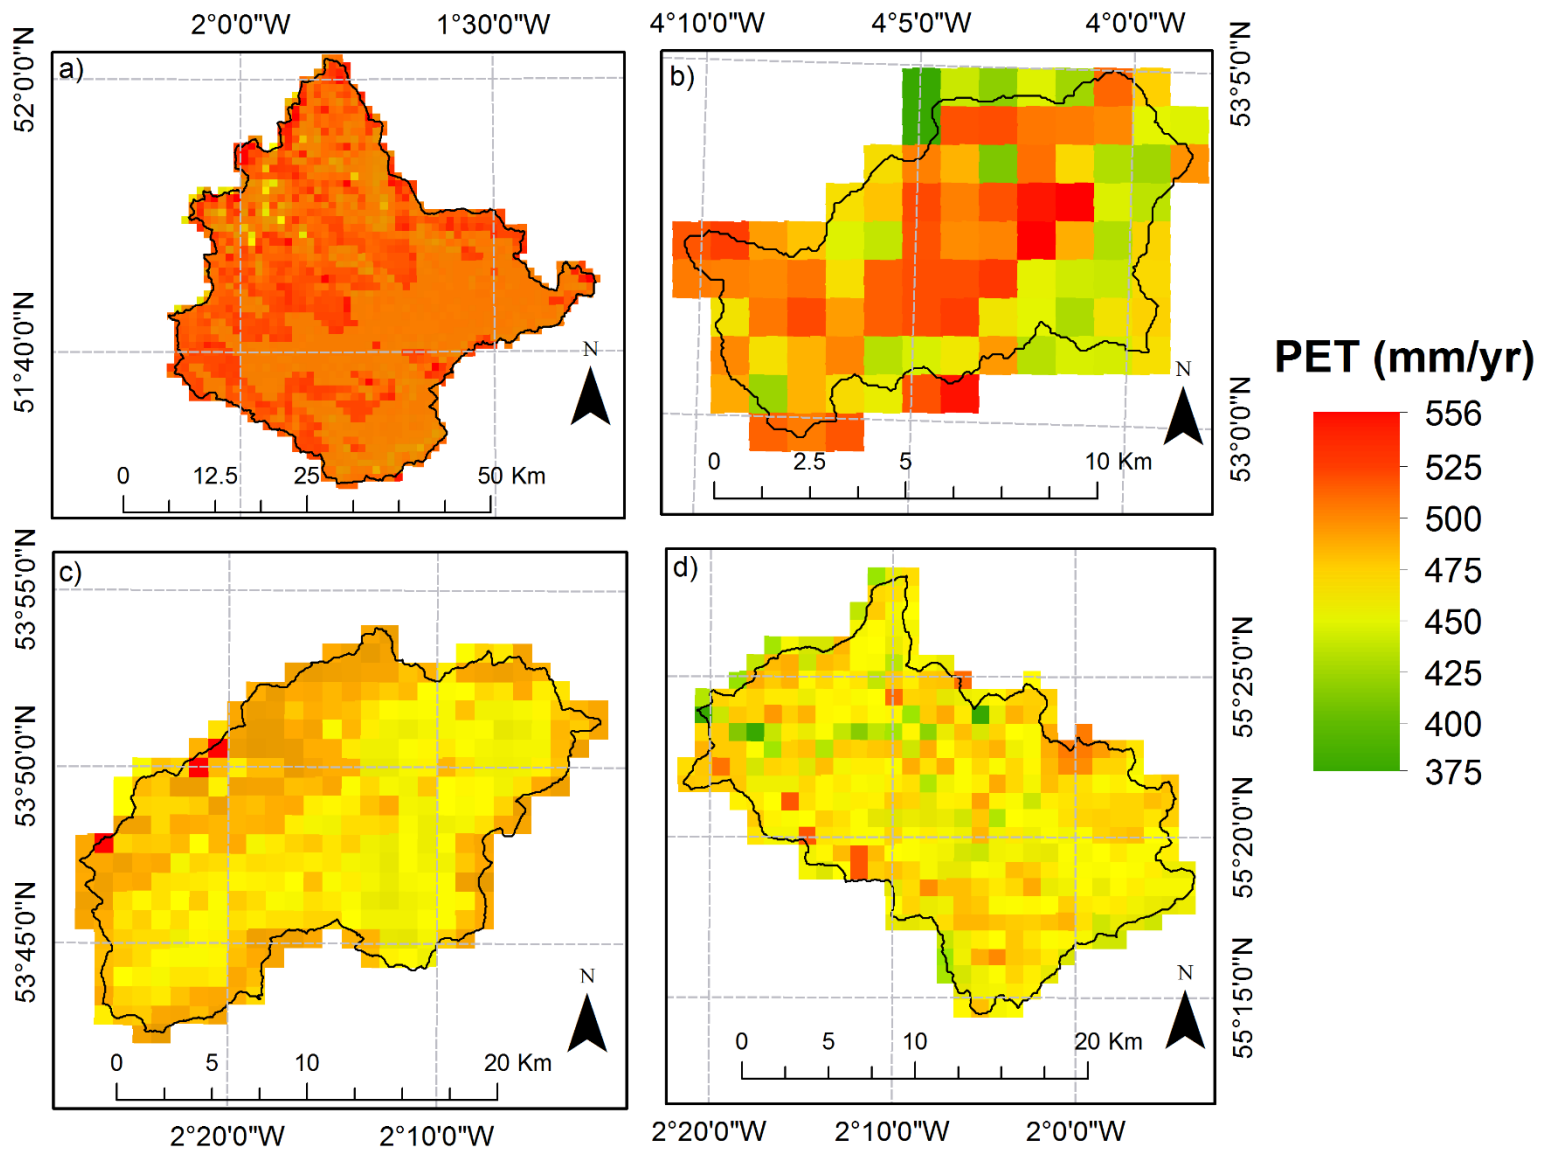 2°0'0"W 1°30'0"W
4°10'0"W 4°5'0"W 4°0'0"W
a)
b)
52°0'0"N
51°40'0"N
53°5'0"N
53°0'0"N
N
0 12.5 25 50 Km
N
0 2.5 5 10 Km
PET (mm/yr)
556
525
500
475
450
425
400
375
c)
d)
53°55'0"N
53°50'0"N
53°45'0"N
55°25'0"N
55°20'0"N
55°15'0"N
N
0 5 10 20 Km
N
0 5 10 20 Km
2°20'0"W 2°10'0"W
2°20'0"W 2°10'0"W 2°0'0"W